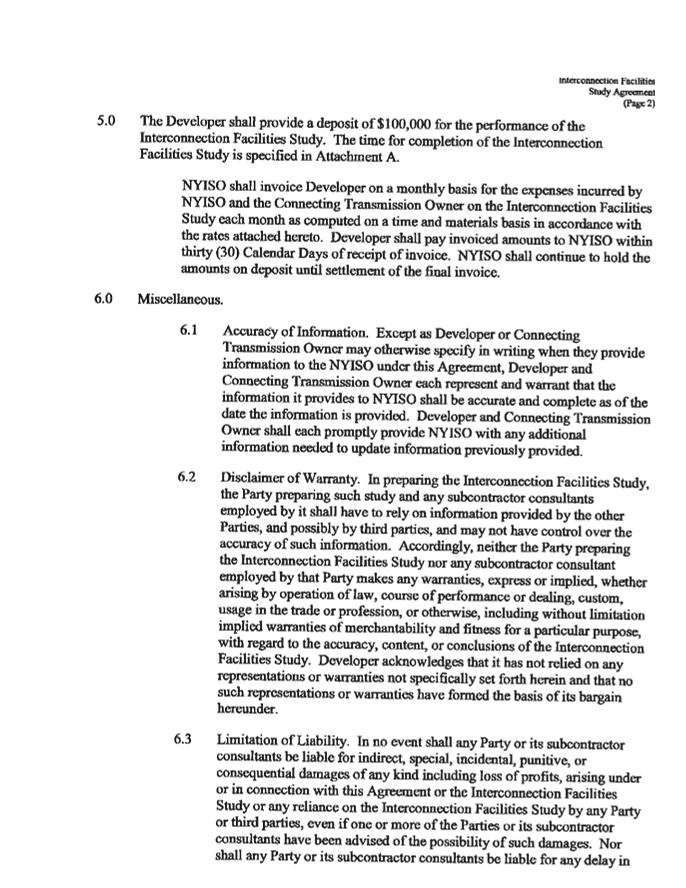 Interconnection Facilities
Study Agreement
(Page 2)
5.0 The Developer shall provide a deposit of $100,000 for the performance of the
Interconnection Facilities Study. The time for completion of the Interconnection
Facilities Study is specified in Attachment A.
NYISO shall invoice Developer on a monthly basis for the expenses incurred by
NYISO and the Connecting Transmission Owner on the Interconnection Facilities
Study each month as computed on a time and materials basis in accordance with
the rates attached hereto. Developer shall pay invoiced amounts to NYISO within
thirty (30) Calendar Days of receipt of invoice. NYISO shall continue to hold the
amounts on deposit until settlement of the final invoice.
6.0 Miscellaneous.
6.1 Accuracy of Information. Except as Developer or Connecting
Transmission Owner may otherwise specify in writing when they provide
information to the NYISO under this Agreement, Developer and
Connecting Transmission Owner each represent and warrant that the
information it provides to NYISO shall be accurate and complete as of the
date the information is provided. Developer and Connecting Transmission
Owner shall each promptly provide NYISO with any additional
information needed to update information previously provided.
6.2 Disclaimer of Warranty. In preparing the Interconnection Facilities Study,
the Party preparing such study and any subcontractor consultants
employed by it shall have to rely on information provided by the other
Parties, and possibly by third parties, and may not have control over the
accuracy of such information. Accordingly, neither the Party preparing
the Interconnection Facilities Study nor any subcontractor consultant
employed by that Party makes any warranties, express or implied, whether
arising by operation of law, course of performance or dealing, custom,
usage in the trade or profession, or otherwise, including without limitation
implied warranties of merchantability and fitness for a particular purpose,
with regard to the accuracy, content, or conclusions of the Interconnection
Facilities Study. Developer acknowledges that it has not relied on any
representations or warranties not specifically set forth herein and that no
such representations or warranties have formed the basis of its bargain
hereunder.
6.3 Limitation of Liability. In no event shall any Party or its subcontractor
consultants be liable for indirect, special, incidental, punitive, or
consequential damages of any kind including loss of profits, arising under
or in connection with this Agreement or the Interconnection Facilities
Study or any reliance on the Interconnection Facilities Study by any Party
or third parties, even if one or more of the Parties or its subcontractor
consultants have been advised of the possibility of such damages. Nor
shall any Party or its subcontractor consultants be liable for any delay in